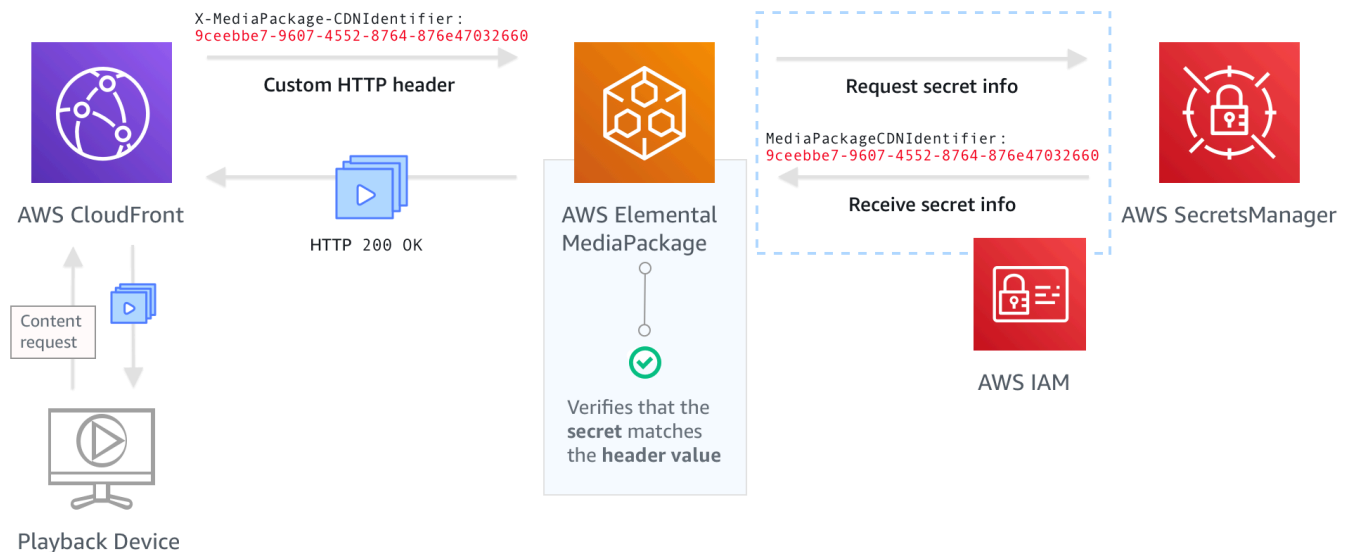 X-MediaPackage-CDNIdentifier:
9ceebbe7-9607-4552-8764-876e47032660
Custom HTTP header
Request secret info
MediaPackageCDNIdentifier:
9ceebbe7-9607-4552-8764-876e47032660
Receive secret info
AWS CloudFront
HTTP 200 OK
AWS Elemental
MediaPackage
AWS SecretsManager
Content
request
AWS IAM
Verifies that the
secret matches
the header value
Playback Device